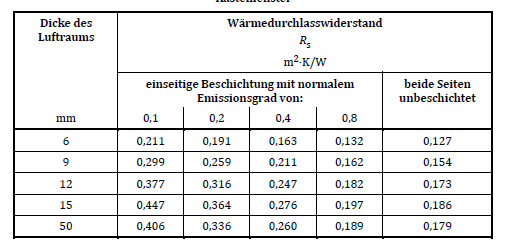 Dicke des Luftraums
Wärmedurchlasswiderstand
Rs
m²·K/W
einseitige Beschichtung mit normalem Emissionsgrad von:
beide Seiten unbeschichtet
mm 0,1 0,2 0,4 0,8
6 0,211 0,191 0,163 0,132 0,127
9 0,299 0,259 0,211 0,162 0,154
12 0,377 0,316 0,247 0,182 0,173
15 0,447 0,364 0,276 0,197 0,186
50 0,406 0,336 0,260 0,189 0,179